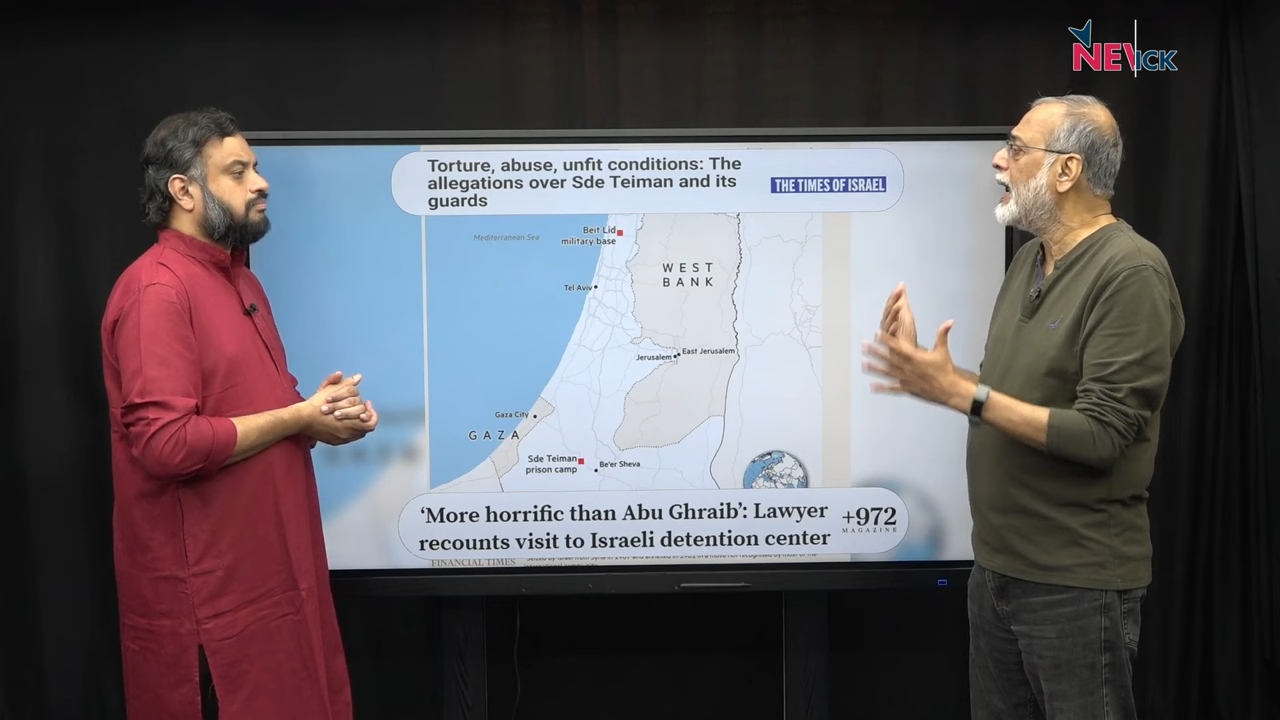 NEW
ICK
Torture, abuse, unfit conditions: The
allegations over Sde Teiman and its
guards
THE TIMES OF ISRAEL
Mediterranean Sea
Beit Lid
military base
WEST
BANK
Tel Aviv
Jerusalem
East Jerusalem
Gaza City
GAZA
Sde Teiman
prison camp
Be'er Sheva
‘More horrific than Abu Ghraib’: Lawyer
recounts visit to Israeli detention center
+972
MAGAZINE
FINANCIAL TIMES